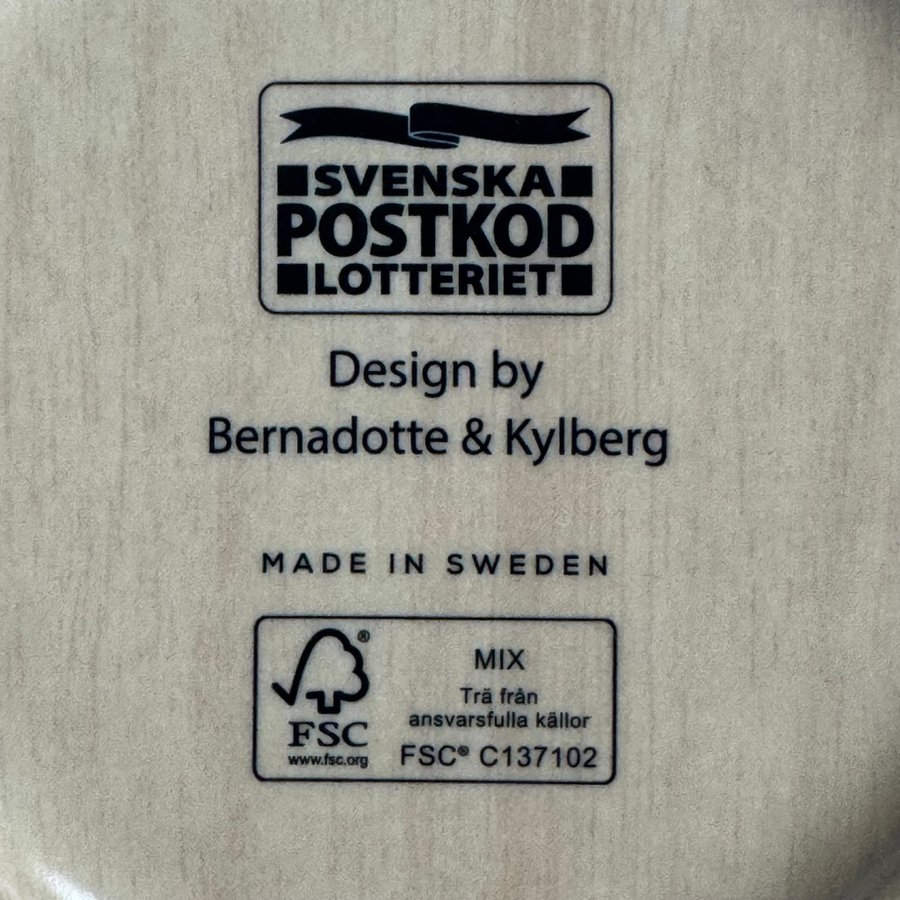 SVENSKA
POSTKOD
LOTTERIET
Design by
Bernadotte & Kylberg
MADE IN SWEDEN
®
FSC
www.fsc.org
MIX
Trä från
ansvarsfulla källor
FSC® C137102